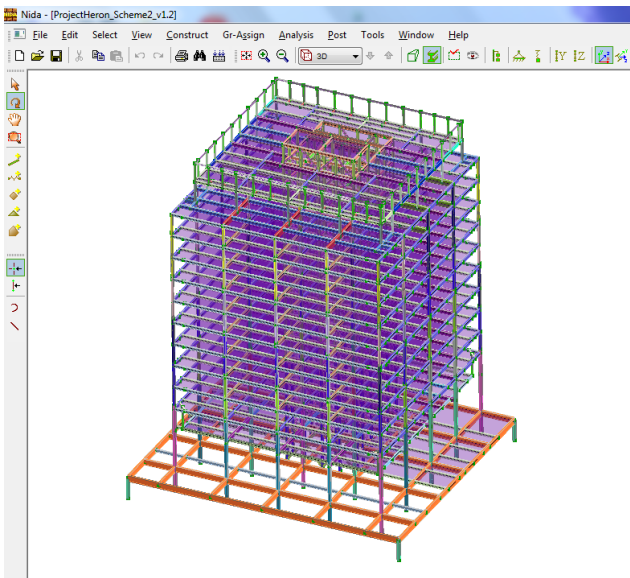 Nida - [ProjectHeron_Scheme2_v1.2]
File Edit Select View Construct Gr-Assign Analysis Post Tools Window Help
3D